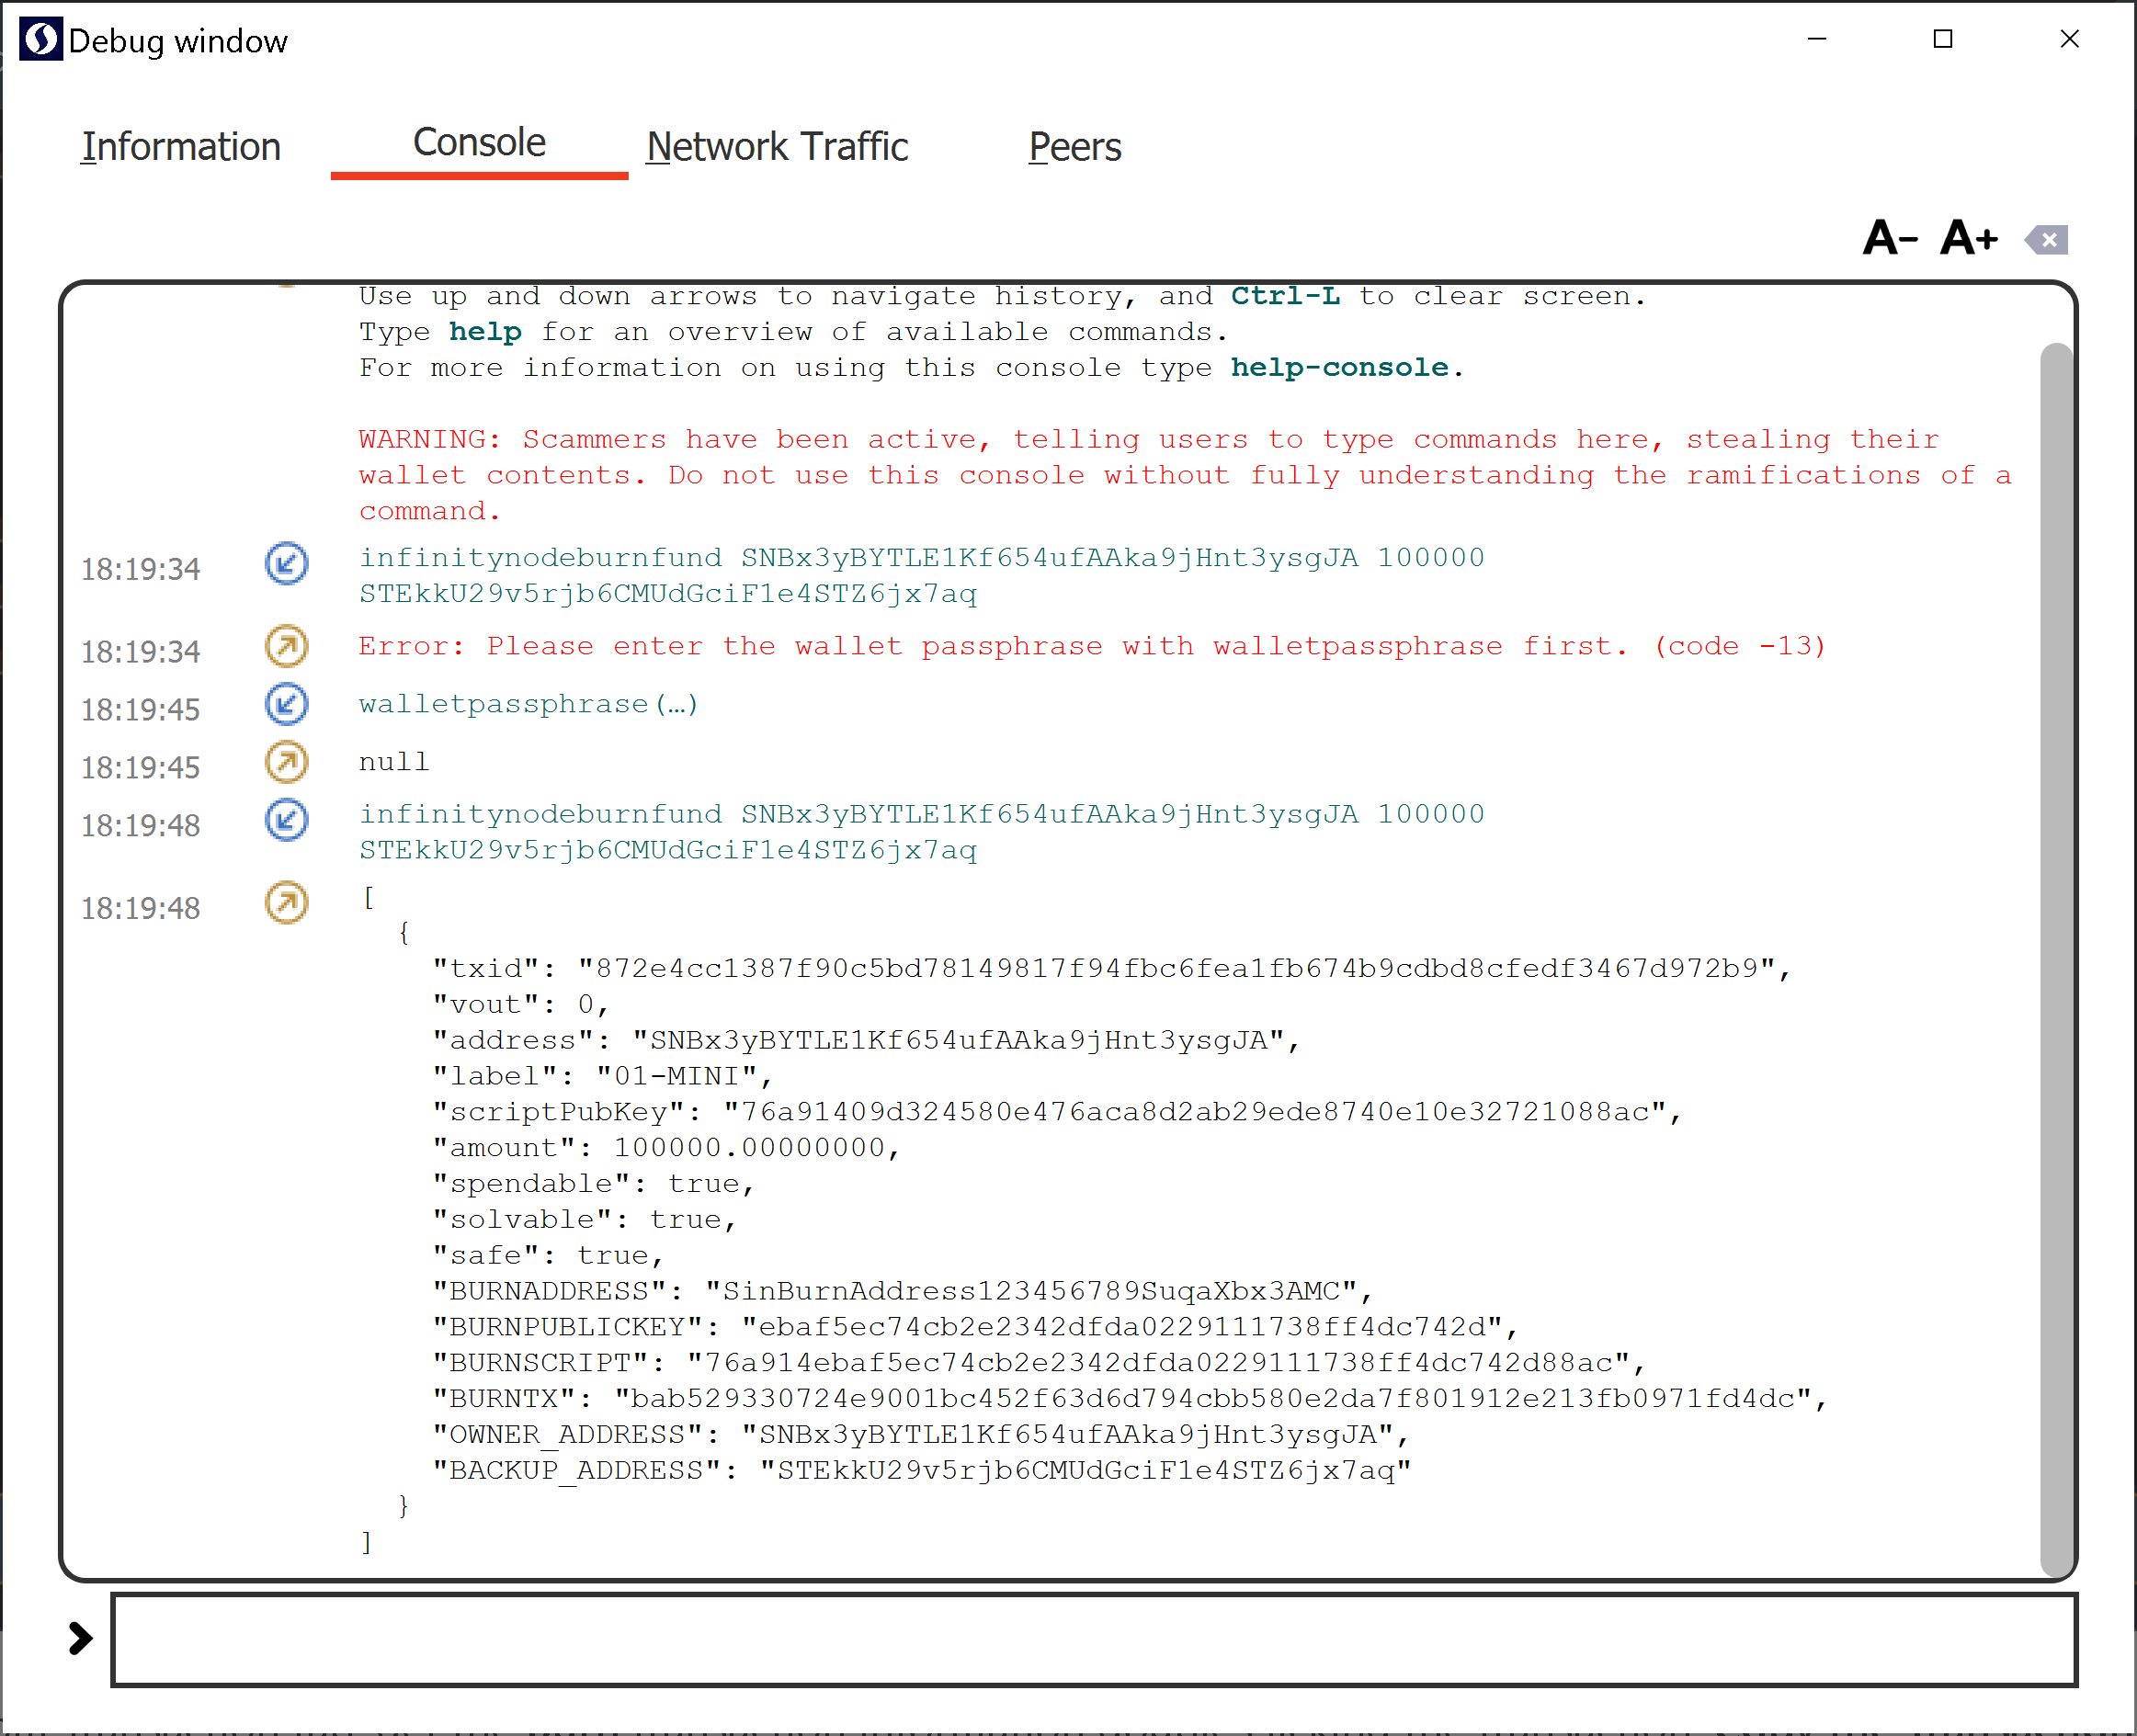 Debug window
Information Console Network Traffic Peers
A- A+
Use up and down arrows to navigate history, and Ctrl-L to clear screen.
Type help for an overview of available commands.
For more information on using this console type help-console.
WARNING: Scammers have been active, telling users to type commands here, stealing their
wallet contents. Do not use this console without fully understanding the ramifications of a
command.
18:19:34 infinitynodeburnfund SNBx3yBYTLE1Kf654ufAAka9jHnt3ysgJA 100000
STEkkU29v5rjb6CMUdGciF1e4STZ6jx7aq
18:19:34 Error: Please enter the wallet passphrase with walletpassphrase first. (code -13)
18:19:45 walletpassphrase(…)
18:19:45 null
18:19:48 infinitynodeburnfund SNBx3yBYTLE1Kf654ufAAka9jHnt3ysgJA 100000
STEkkU29v5rjb6CMUdGciF1e4STZ6jx7aq
18:19:48 [
{
"txid": "872e4cc1387f90c5bd78149817f94fbc6fea1fb674b9cdbd8cfedf3467d972b9",
"vout": 0,
"address": "SNBx3yBYTLE1Kf654ufAAka9jHnt3ysgJA",
"label": "01-MINI",
"scriptPubKey": "76a91409d324580e476aca8d2ab29ede8740e10e32721088ac",
"amount": 100000.00000000,
"spendable": true,
"solvable": true,
"safe": true,
"BURNADDRESS": "SinBurnAddress123456789SuqaXbx3AMC",
"BURNPUBLICKEY": "ebaf5ec74cb2e2342dfda0229111738ff4dc742d",
"BURNSCRIPT": "76a914ebaf5ec74cb2e2342dfda0229111738ff4dc742d88ac",
"BURNTX": "bab529330724e9001bc452f63d6d794cbb580e2da7f801912e213fb0971fd4dc",
"OWNER_ADDRESS": "SNBx3yBYTLE1Kf654ufAAka9jHnt3ysgJA",
"BACKUP_ADDRESS": "STEkkU29v5rjb6CMUdGciF1e4STZ6jx7aq"
}
]